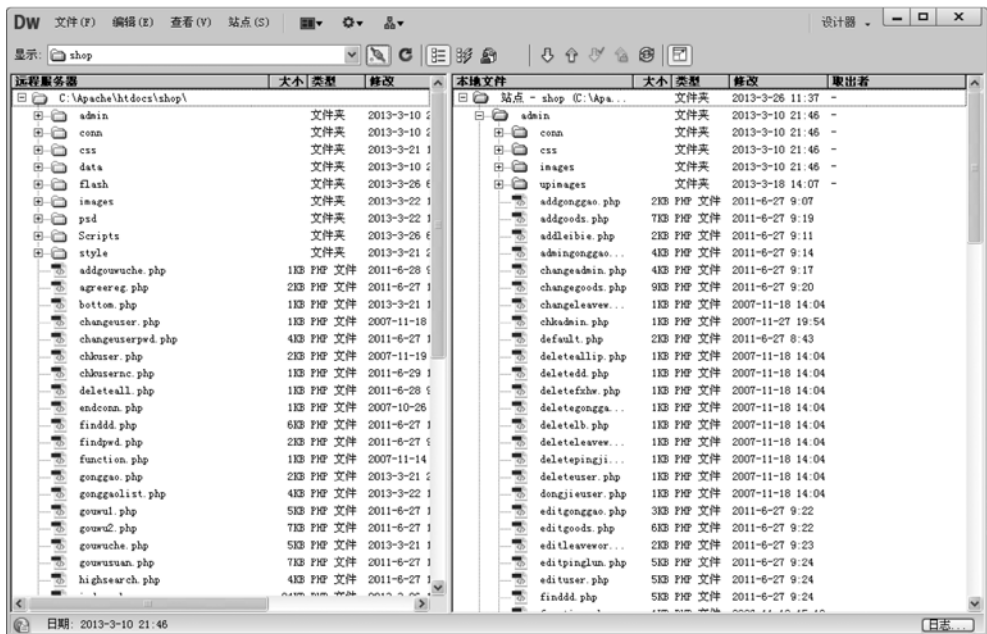 DW 文件(F) 编辑(E) 查看(V) 站点(S) 设计器
显示: shop
远程服务器 大小 类型 修改
C:\Apache\htdocs\shop\
admin 文件夹 2013-3-10 2
conn 文件夹 2013-3-10 2
css 文件夹 2013-3-21 1
data 文件夹 2013-3-10 2
flash 文件夹 2013-3-26 6
images 文件夹 2013-3-22 1
psd 文件夹 2013-3-22 1
Scripts 文件夹 2013-3-26 6
style 文件夹 2013-3-21 2
addgouwuche.php 1KB PHP 文件 2011-6-28 9
agreereg.php 2KB PHP 文件 2011-6-27 1
bottom.php 1KB PHP 文件 2013-3-21 1
changeuser.php 1KB PHP 文件 2007-11-18
changeuserpwd.php 4KB PHP 文件 2011-6-27 1
chkuser.php 2KB PHP 文件 2007-11-19
chkusernc.php 1KB PHP 文件 2011-6-29 1
deleteall.php 1KB PHP 文件 2011-6-28 9
endconn.php 1KB PHP 文件 2007-10-26
finddd.php 6KB PHP 文件 2011-6-27 1
findpwd.php 2KB PHP 文件 2011-6-27 9
function.php 1KB PHP 文件 2007-11-14
gonggao.php 2KB PHP 文件 2013-3-21 2
gonggaolist.php 4KB PHP 文件 2013-3-22 1
gouwu1.php 5KB PHP 文件 2011-6-27 1
gouwu2.php 7KB PHP 文件 2011-6-27 1
gouwuche.php 5KB PHP 文件 2013-3-21 1
gouwusuan.php 7KB PHP 文件 2011-6-27 1
highsearch.php 4KB PHP 文件 2011-6-27 1
本地文件 大小 类型 修改 取出者
站点 - shop (C:\Apa... 文件夹 2013-3-26 11:37 -
admin 文件夹 2013-3-10 21:46 -
conn 文件夹 2013-3-10 21:46 -
css 文件夹 2013-3-10 21:46 -
images 文件夹 2013-3-10 21:46 -
upimages 文件夹 2013-3-18 14:07 -
addgonggao.php 2KB PHP 文件 2011-6-27 9:07
addgoods.php 7KB PHP 文件 2011-6-27 9:19
addleibie.php 2KB PHP 文件 2011-6-27 9:11
admingonggao... 4KB PHP 文件 2011-6-27 9:14
changeadmin.php 4KB PHP 文件 2011-6-27 9:17
changegoods.php 9KB PHP 文件 2011-6-27 9:20
changeleavew... 1KB PHP 文件 2007-11-18 14:04
chkadmin.php 1KB PHP 文件 2007-11-27 19:54
default.php 2KB PHP 文件 2011-6-27 8:43
deleteallip.php 1KB PHP 文件 2007-11-18 14:04
deletedd.php 1KB PHP 文件 2007-11-18 14:04
deletefxhw.php 1KB PHP 文件 2007-11-18 14:04
deletegongga... 1KB PHP 文件 2007-11-18 14:04
deletelb.php 1KB PHP 文件 2007-11-18 14:04
deleteleavew... 1KB PHP 文件 2007-11-18 14:04
deletepingji... 1KB PHP 文件 2007-11-18 14:04
deleteuser.php 1KB PHP 文件 2007-11-18 14:04
dongjieuser.php 1KB PHP 文件 2007-11-18 14:04
editgonggao.php 3KB PHP 文件 2011-6-27 9:22
editgoods.php 6KB PHP 文件 2011-6-27 9:22
editleavewor... 2KB PHP 文件 2011-6-27 9:23
editpinglun.php 5KB PHP 文件 2011-6-27 9:24
edituser.php 5KB PHP 文件 2011-6-27 9:24
finddd.php 5KB PHP 文件 2011-6-27 9:24
日期: 2013-3-10 21:46 日志...